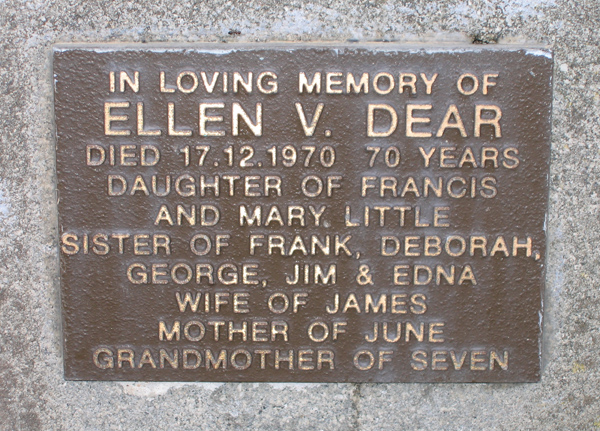 IN LOVING MEMORY OF
ELLEN V. DEAR
DIED 17.12.1970 70 YEARS
DAUGHTER OF FRANCIS
AND MARY LITTLE
SISTER OF FRANK, DEBORAH,
GEORGE, JIM & EDNA
WIFE OF JAMES
MOTHER OF JUNE
GRANDMOTHER OF SEVEN